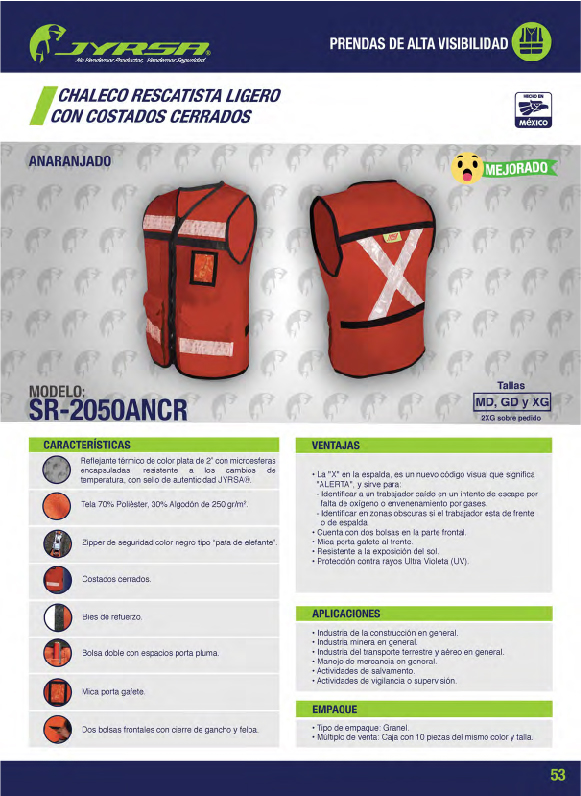 JYRSA®
No Vendemos Productos, Vendemos Seguridad
PRENDAS DE ALTA VISIBILIDAD
CHALECO RESCATISTA LIGERO
CON COSTADOS CERRADOS
HECHO EN
MÉXICO
ANARANJADO
MEJORADO
MODELO:
SR-2050ANCR
Tallas
MD, GD y XG
2XG sobre pedido
CARACTERÍSTICAS
Reflejante térmico de color plata de 2" con microesferas
encapsuladas resistente a los cambios de
temperatura, con sello de autenticidad JYRSA®.
Tela 70% Poliéster, 30% Algodón de 250gr/m².
Zipper de seguridad color negro tipo "pata de elefante".
Costados cerrados.
Bies de refuerzo.
Bolsa doble con espacios porta pluma.
Mica porta gafete.
Dos bolsas frontales con cierre de gancho y felpa.
VENTAJAS
• La "X" en la espalda, es un nuevo código visual que significa
"ALERTA", y sirve para:
- Identificar a un trabajador caído en un intento de escape por
falta de oxígeno o envenenamiento por gases.
- Identificar en zonas obscuras si el trabajador esta de frente
o de espalda.
• Cuenta con dos bolsas en la parte frontal.
• Mica porta gafete al frente.
• Resistente a la exposición del sol.
• Protección contra rayos Ultra Violeta (UV).
APLICACIONES
• Industria de la construcción en general.
• Industria minera en general.
• Industria del transporte terrestre y aéreo en general.
• Manejo de mercancía en general.
• Actividades de salvamento.
• Actividades de vigilancia o supervisión.
EMPAQUE
• Tipo de empaque: Granel.
• Múltiplo de venta: Caja con 10 piezas del mismo color y talla.
53